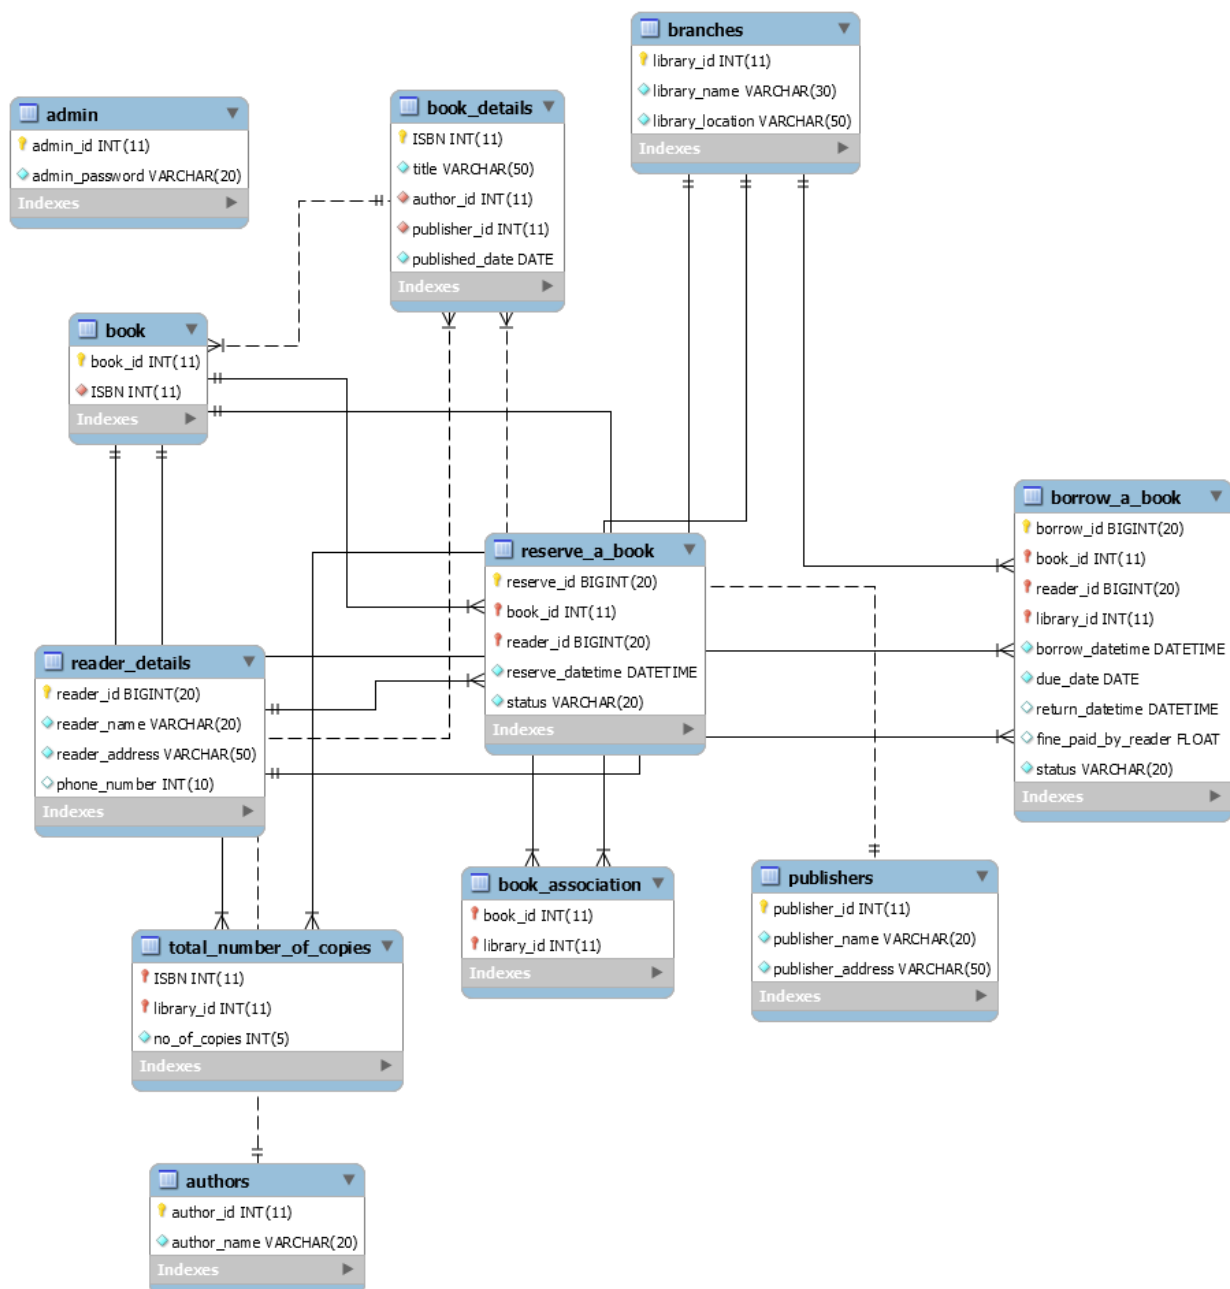 branches
library_id INT(11)
library_name VARCHAR(30)
library_location VARCHAR(50)
Indexes
admin
admin_id INT(11)
admin_password VARCHAR(20)
Indexes
book_details
ISBN INT(11)
title VARCHAR(50)
author_id INT(11)
publisher_id INT(11)
published_date DATE
Indexes
book
book_id INT(11)
ISBN INT(11)
Indexes
borrow_a_book
borrow_id BIGINT(20)
book_id INT(11)
reader_id BIGINT(20)
library_id INT(11)
borrow_datetime DATETIME
due_date DATE
return_datetime DATETIME
fine_paid_by_reader FLOAT
status VARCHAR(20)
Indexes
reserve_a_book
reserve_id BIGINT(20)
book_id INT(11)
reader_id BIGINT(20)
reserve_datetime DATETIME
status VARCHAR(20)
Indexes
reader_details
reader_id BIGINT(20)
reader_name VARCHAR(20)
reader_address VARCHAR(50)
phone_number INT(10)
Indexes
book_association
book_id INT(11)
library_id INT(11)
Indexes
publishers
publisher_id INT(11)
publisher_name VARCHAR(20)
publisher_address VARCHAR(50)
Indexes
total_number_of_copies
ISBN INT(11)
library_id INT(11)
no_of_copies INT(5)
Indexes
authors
author_id INT(11)
author_name VARCHAR(20)
Indexes